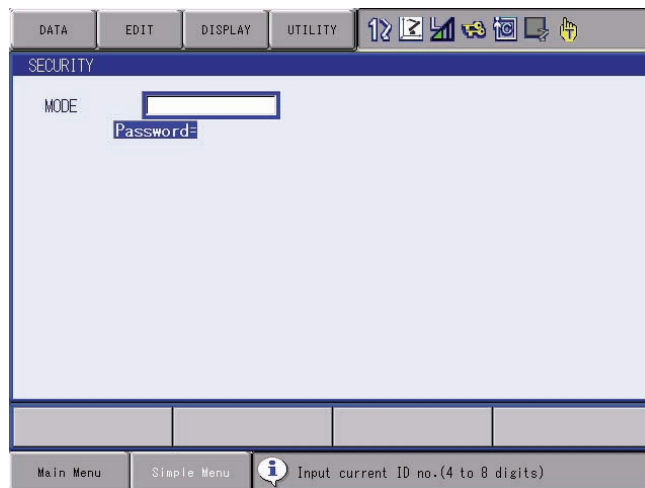 DATA EDIT DISPLAY UTILITY
SECURITY
MODE
Password=
Main Menu Simple Menu Input current ID no.(4 to 8 digits)